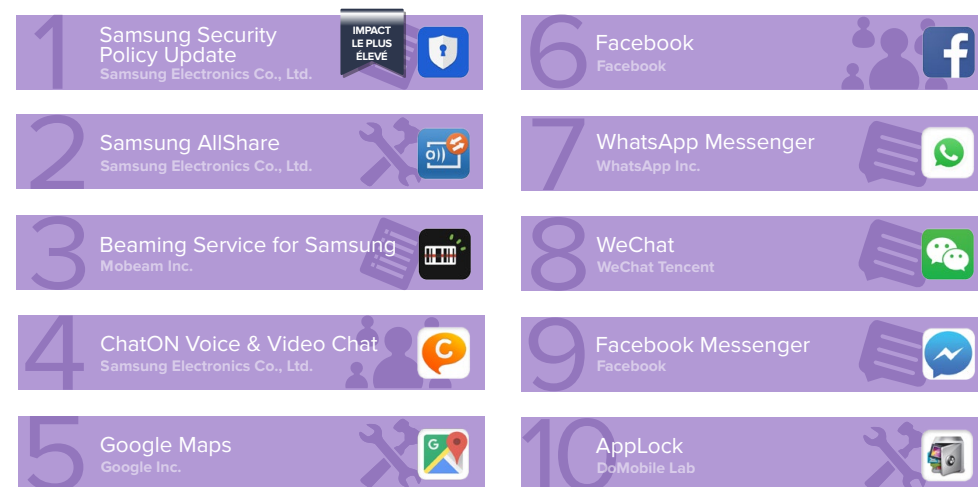 1
Samsung Security
Policy Update
Samsung Electronics Co., Ltd.
IMPACT
LE PLUS
ÉLEVÉ
2
Samsung AllShare
Samsung Electronics Co., Ltd.
3
Beaming Service for Samsung
Mobeam Inc.
4
ChatON Voice & Video Chat
Samsung Electronics Co., Ltd.
C
5
Google Maps
Google Inc.
G
6
Facebook
Facebook
f
7
WhatsApp Messenger
WhatsApp Inc.
8
WeChat
WeChat Tencent
9
Facebook Messenger
Facebook
10
AppLock
DoMobile Lab